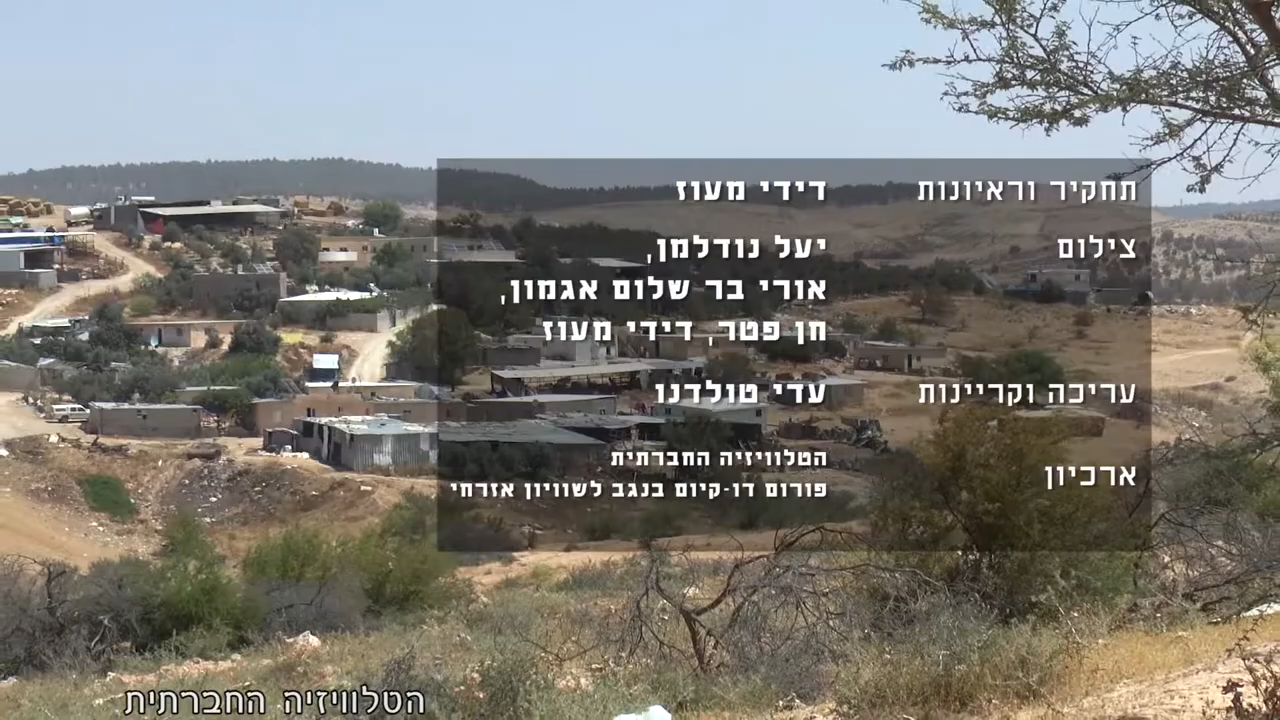 תחקיר וראיונות דידי מעוז
צילום יעל נודלמן,
אורי בר שלום אגמון,
חן פטר, דידי מעוז
עריכה וקריינות עדי טולדנו
ארכיון הטלוויזיה החברתית
פורום דו-קיום בנגב לשוויון אזרחי
הטלוויזיה החברתית